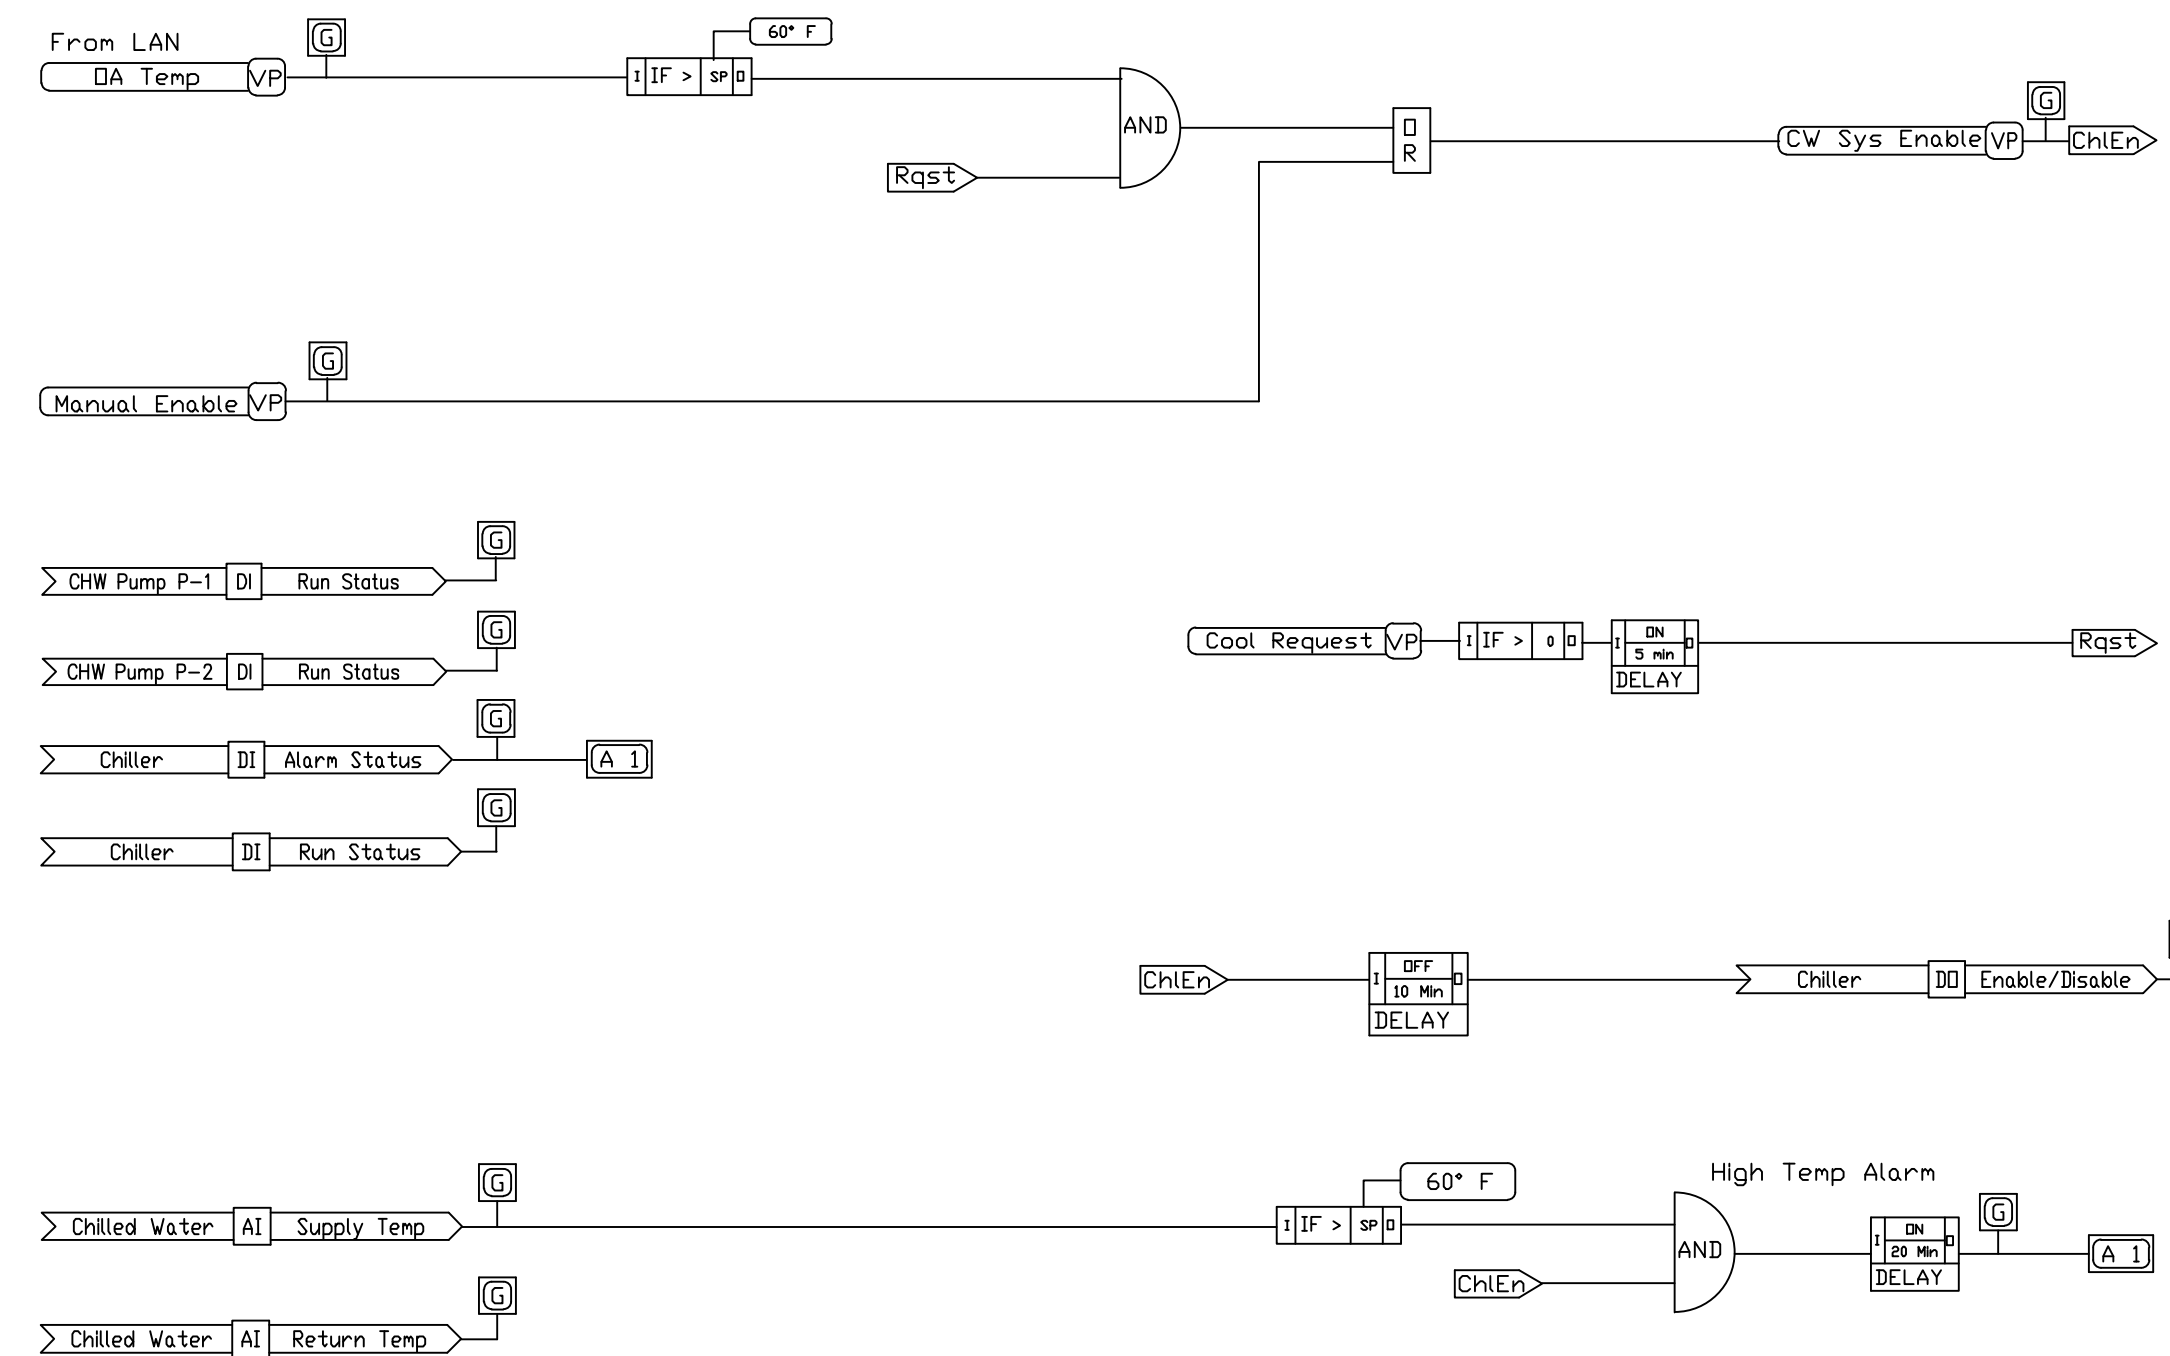 From LAN
G
60° F
OA Temp VP
I IF > SP O
AND
OR
Rqst
G
CW Sys Enable VP
ChlEn
G
Manual Enable VP
G
CHW Pump P-1 DI Run Status
G
CHW Pump P-2 DI Run Status
Cool Request VP
I IF > 0 O
I ON O
5 min
DELAY
Rqst
G
Chiller DI Alarm Status
A 1
G
Chiller DI Run Status
ChlEn
I OFF O
10 Min
DELAY
Chiller DO Enable/Disable
G
60° F
High Temp Alarm
Chilled Water AI Supply Temp
I IF > SP O
AND
ChlEn
I ON O
20 Min
DELAY
G
A 1
G
Chilled Water AI Return Temp